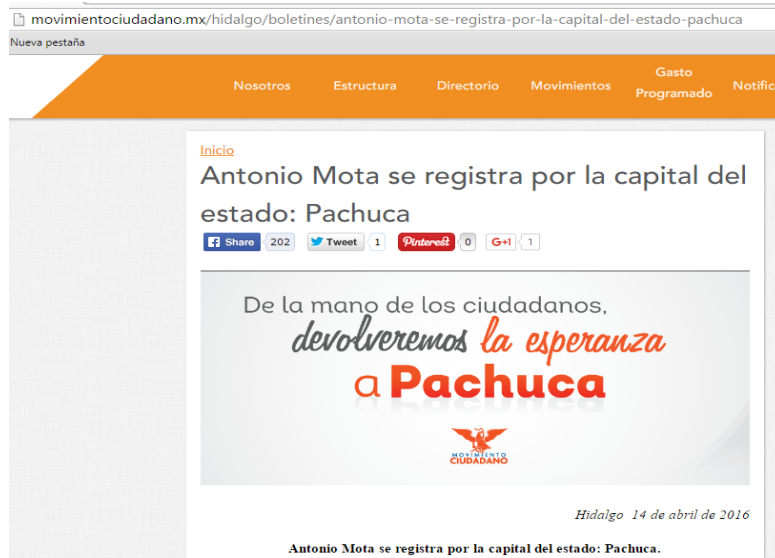 movimientociudadano.mx/hidalgo/boletines/antonio-mota-se-registra-por-la-capital-del-estado-pachuca
Nueva pestaña
Nosotros Estructura Directorio Movimientos Gasto Programado Notific
Inicio
Antonio Mota se registra por la capital del
estado: Pachuca
Share 202 Tweet 1 Pinterest 0 G+1 1
De la mano de los ciudadanos,
devolveremos la esperanza
a Pachuca
MOVIMIENTO
CIUDADANO
Hidalgo 14 de abril de 2016
Antonio Mota se registra por la capital del estado: Pachuca.